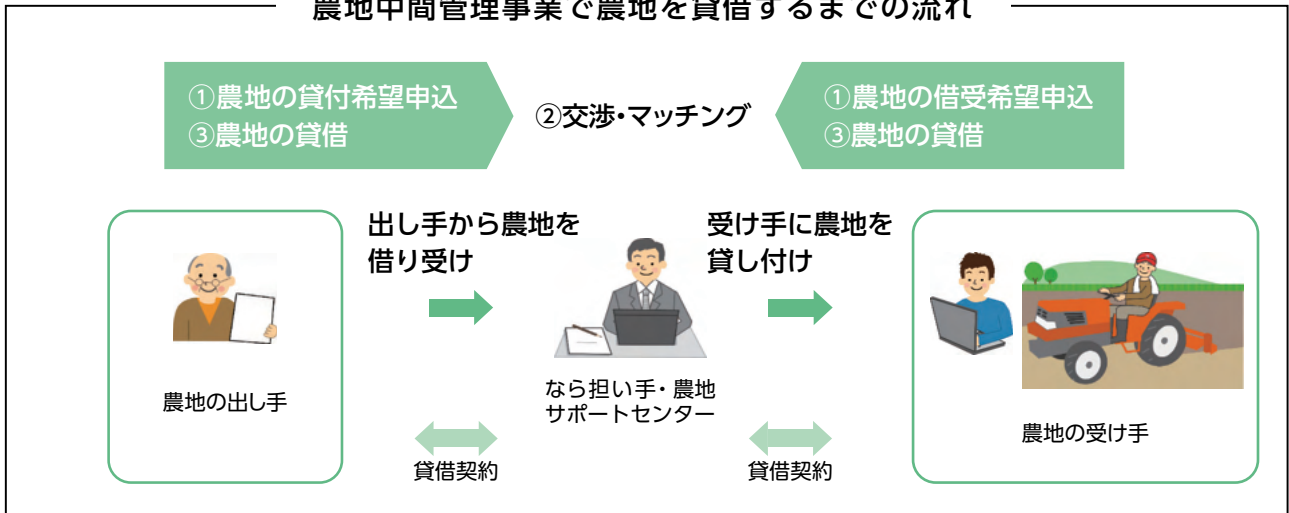 農地中間管理事業で農地を貸借するまでの流れ
①農地の貸付希望申込
③農地の貸借
②交渉・マッチング
①農地の借受希望申込
③農地の貸借
出し手から農地を
借り受け
受け手に農地を
貸し付け
農地の出し手
なら担い手・農地
サポートセンター
農地の受け手
貸借契約
貸借契約